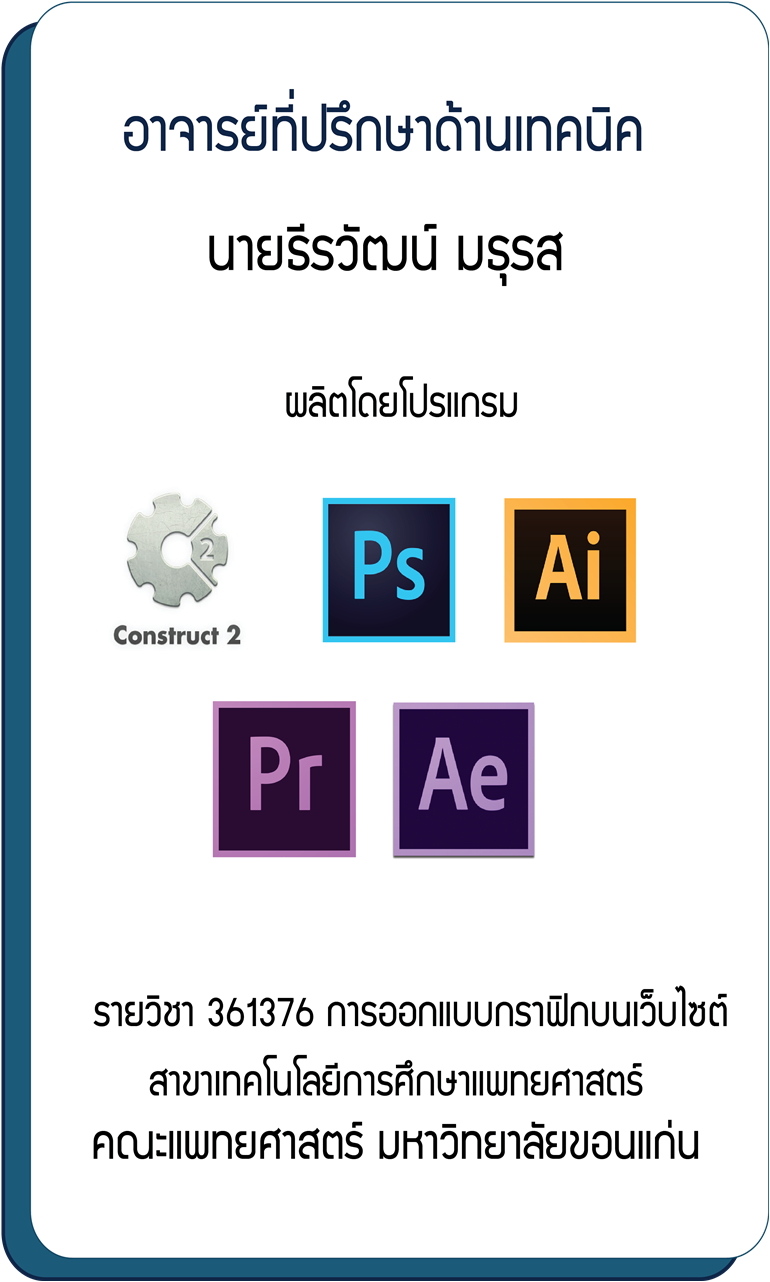 อาจารย์ที่ปรึกษาด้านเทคนิค
นายธีรวัฒน์ มธุรส
ผลิตโดยโปรแกรม
2
Construct 2
Ps
Ai
Pr
Ae
รายวิชา 361376 การออกแบบกราฟิกบนเว็บไซต์
สาขาเทคโนโลยีการศึกษาแพทยศาสตร์
คณะแพทยศาสตร์ มหาวิทยาลัยขอนแก่น